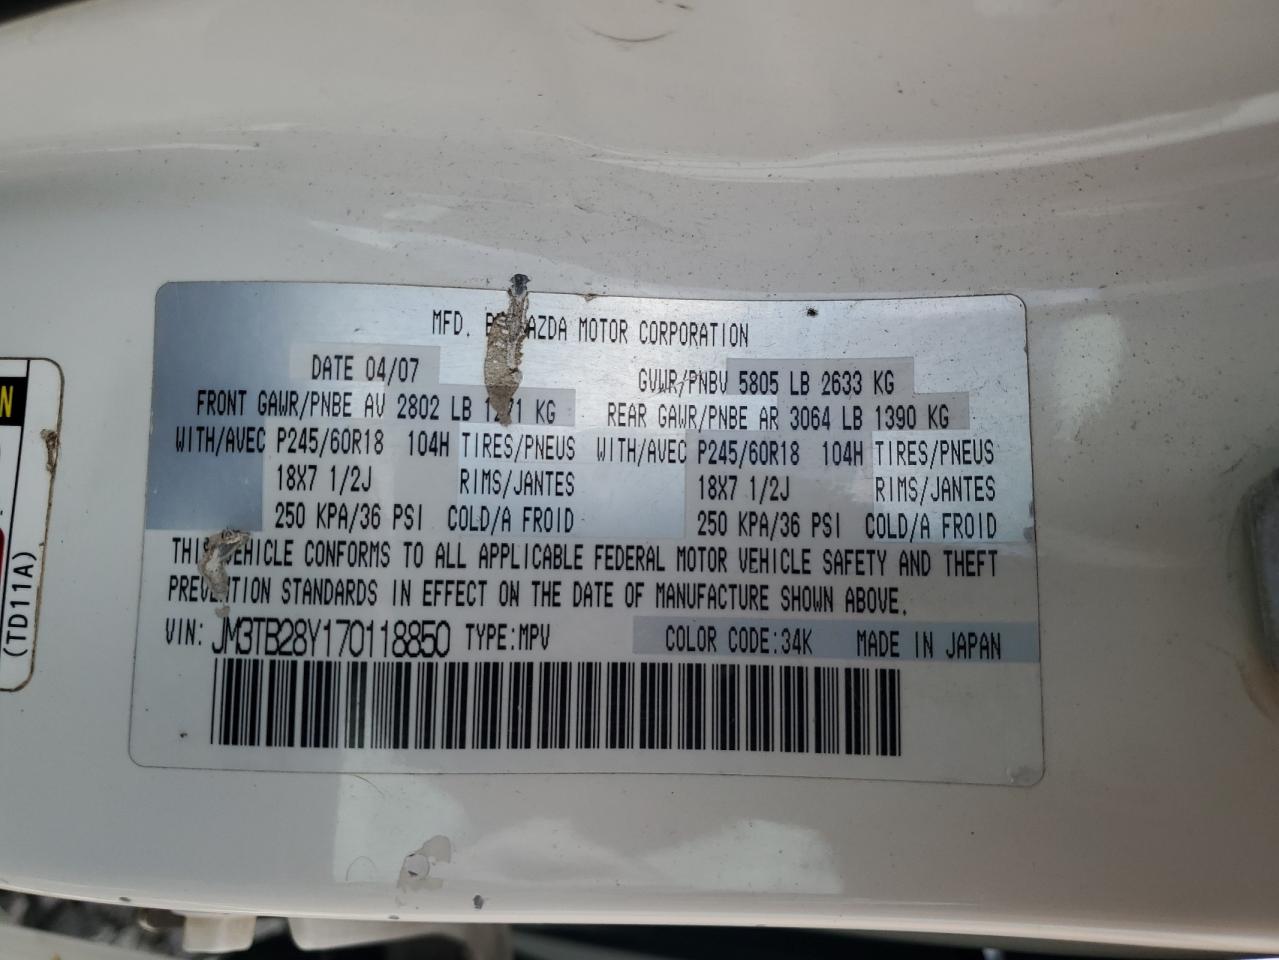 MFD. BY MAZDA MOTOR CORPORATION
DATE 04/07 GVWR/PNBV 5805 LB 2633 KG
FRONT GAWR/PNBE AV 2802 LB 1271 KG REAR GAWR/PNBE AR 3064 LB 1390 KG
WITH/AVEC P245/60R18 104H TIRES/PNEUS WITH/AVEC P245/60R18 104H TIRES/PNEUS
18X7 1/2J RIMS/JANTES 18X7 1/2J RIMS/JANTES
250 KPA/36 PSI COLD/A FROID 250 KPA/36 PSI COLD/A FROID
THIS VEHICLE CONFORMS TO ALL APPLICABLE FEDERAL MOTOR VEHICLE SAFETY AND THEFT
PREVENTION STANDARDS IN EFFECT ON THE DATE OF MANUFACTURE SHOWN ABOVE.
VIN: JM3TB28Y170118850 TYPE:MPV COLOR CODE:34K MADE IN JAPAN
(TD11A)